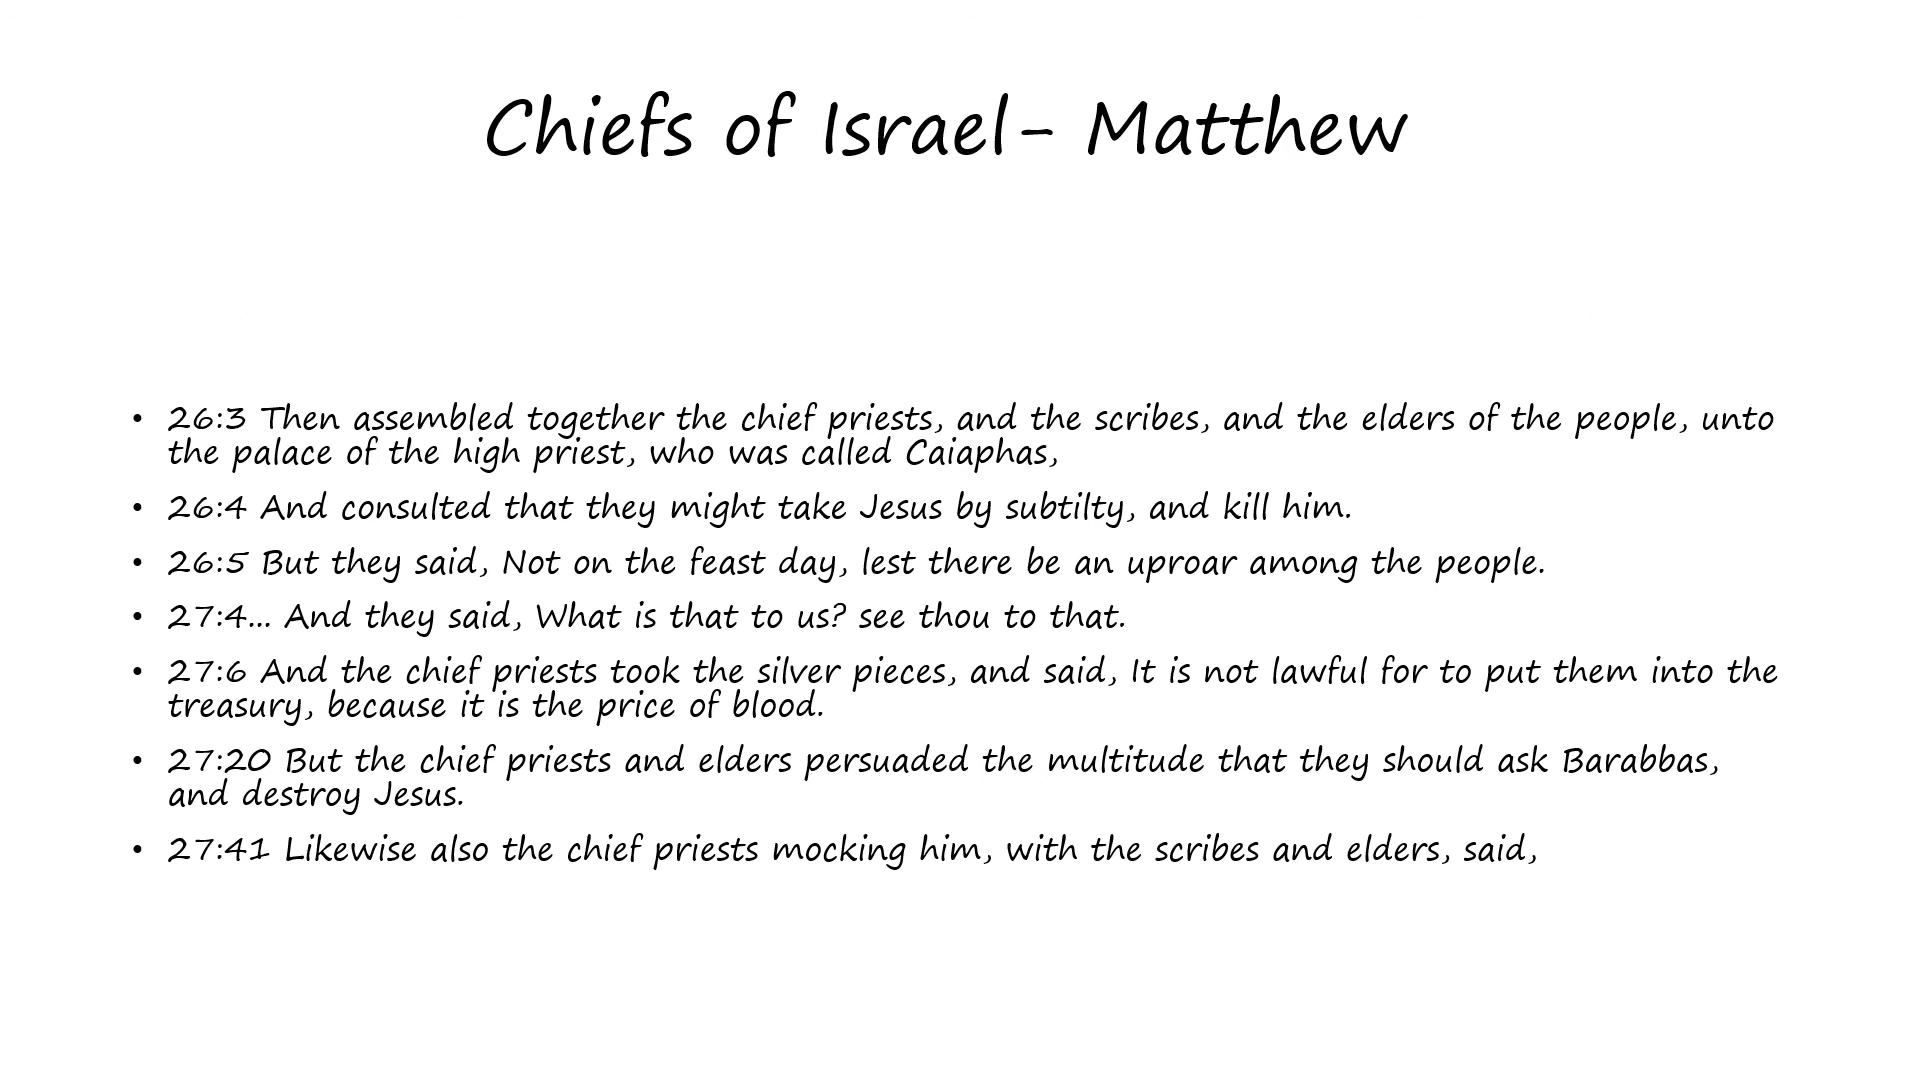 Chiefs of Israel- Matthew
• 26:3 Then assembled together the chief priests, and the scribes, and the elders of the people, unto
the palace of the high priest, who was called Caiaphas,
• 26:4 And consulted that they might take Jesus by subtilty, and kill him.
• 26:5 But they said, Not on the feast day, lest there be an uproar among the people.
• 27:4... And they said, What is that to us? see thou to that.
• 27:6 And the chief priests took the silver pieces, and said, It is not lawful for to put them into the
treasury, because it is the price of blood.
• 27:20 But the chief priests and elders persuaded the multitude that they should ask Barabbas,
and destroy Jesus.
• 27:41 Likewise also the chief priests mocking him, with the scribes and elders, said,